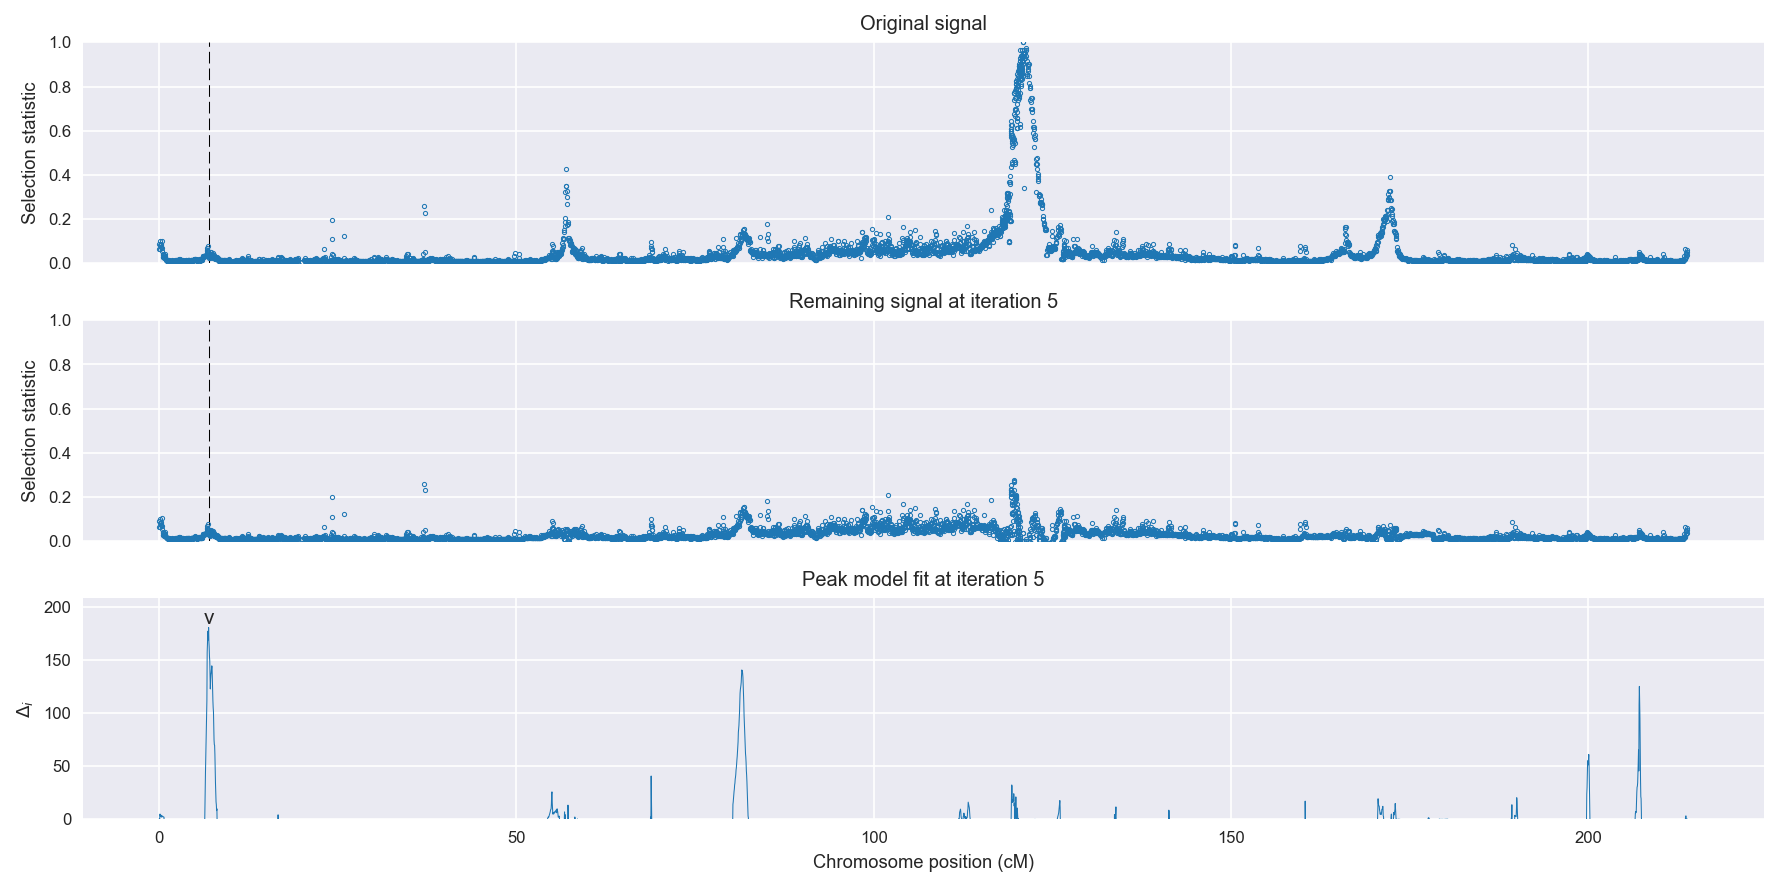 Original signal
1.0
0.8
0.6
0.4
0.2
0.0
Selection statistic
Remaining signal at iteration 5
1.0
0.8
0.6
0.4
0.2
0.0
Selection statistic
Peak model fit at iteration 5
200
150
100
50
0
Δi
v
0 50 100 150 200
Chromosome position (cM)